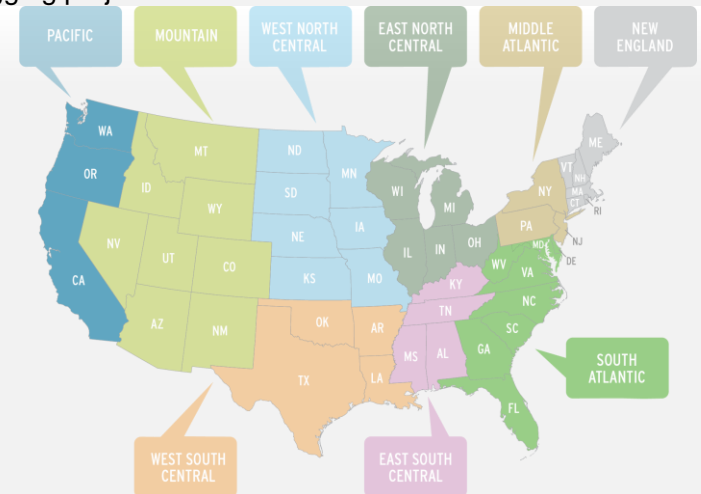 PACIFIC
MOUNTAIN
WEST NORTH
CENTRAL
EAST NORTH
CENTRAL
MIDDLE
ATLANTIC
NEW
ENGLAND
WA
OR
CA
MT
ID
WY
NV
UT
CO
AZ
NM
ND
SD
NE
KS
MN
IA
MO
WI
MI
IL
IN
OH
NY
PA
NJ
ME
VT
NH
MA
CT
RI
DE
MD
WV
VA
NC
SC
GA
FL
KY
TN
MS
AL
OK
AR
TX
LA
SOUTH
ATLANTIC
WEST SOUTH
CENTRAL
EAST SOUTH
CENTRAL